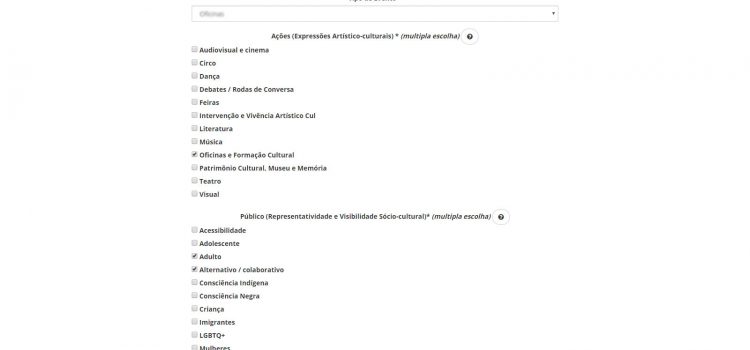 Oficinas
Ações (Expressões Artístico-culturais) * (multipla escolha)
Audiovisual e cinema
Circo
Dança
Debates / Rodas de Conversa
Feiras
Intervenção e Vivência Artístico Cul
Literatura
Música
Oficinas e Formação Cultural
Patrimônio Cultural, Museu e Memória
Teatro
Visual
Público (Representatividade e Visibilidade Sócio-cultural)* (multipla escolha)
Acessibilidade
Adolescente
Adulto
Alternativo / colaborativo
Consciência Indígena
Consciência Negra
Criança
Imigrantes
LGBTQ+
Mulheres